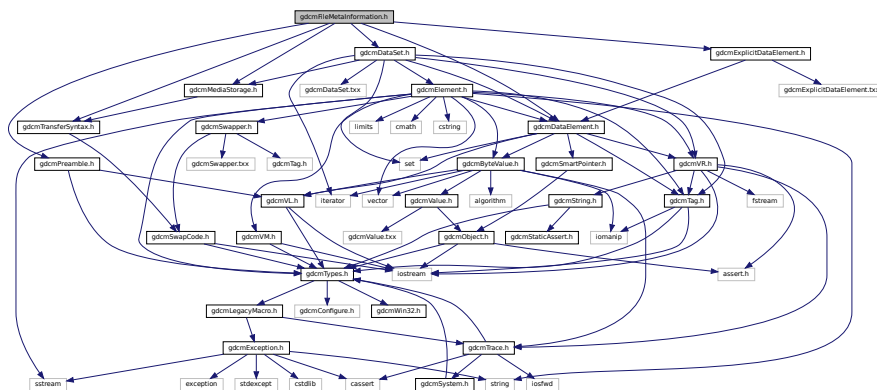 gdcmFileMetaInformation.h
gdcmDataSet.h
gdcmExplicitDataElement.h
gdcmMediaStorage.h
gdcmDataSet.txx
gdcmElement.h
gdcmExplicitDataElement.txx
gdcmTransferSyntax.h
gdcmSwapper.h
limits
cmath
cstring
gdcmDataElement.h
gdcmPreamble.h
gdcmSwapper.txx
gdcmTag.h
set
gdcmByteValue.h
gdcmSmartPointer.h
gdcmVR.h
gdcmVL.h
iterator
vector
gdcmValue.h
algorithm
gdcmString.h
gdcmTag.h
fstream
gdcmSwapCode.h
gdcmVM.h
gdcmValue.txx
gdcmObject.h
gdcmStaticAssert.h
iomanip
gdcmTypes.h
iostream
assert.h
gdcmLegacyMacro.h
gdcmConfigure.h
gdcmWin32.h
gdcmException.h
gdcmTrace.h
sstream
exception
stdexcept
cstdlib
cassert
gdcmSystem.h
string
iosfwd